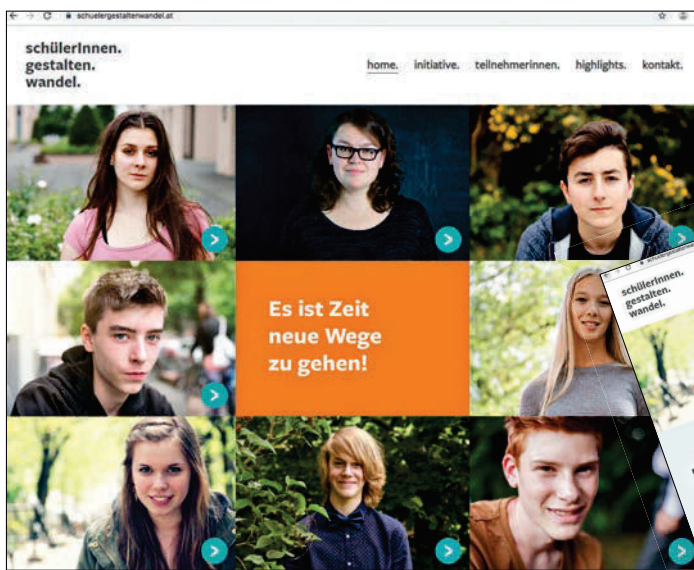 schuelergestaltenwandel.at
schülerInnen.
gestalten.
wandel.
home. initiative. teilnehmerinnen. highlights. kontakt.
Es ist Zeit
neue Wege
zu gehen!
schülerInnen.
gestalten.
wandel.